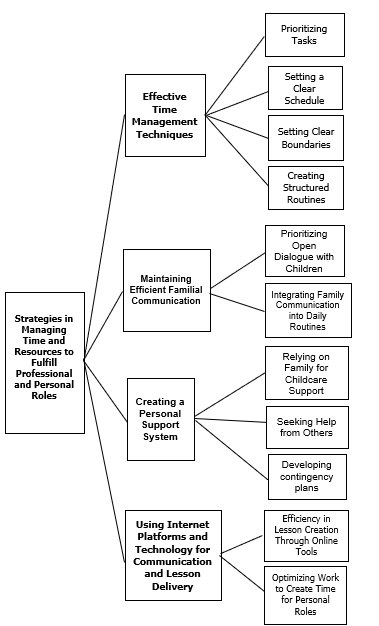 Prioritizing
Tasks
Effective
Time
Management
Techniques
Setting a
Clear
Schedule
Setting Clear
Boundaries
Creating
Structured
Routines
Strategies in
Managing
Time and
Resources to
Fulfill
Professional
and Personal
Roles
Maintaining
Efficient Familial
Communication
Prioritizing
Open
Dialogue with
Children
Integrating Family
Communication
into Daily
Routines
Creating a
Personal
Support
System
Relying on
Family for
Childcare
Support
Seeking Help
from Others
Developing
contingency
plans
Using Internet
Platforms and
Technology for
Communication
and Lesson
Delivery
Efficiency in
Lesson Creation
Through Online
Tools
Optimizing Work
to Create Time
for Personal
Roles